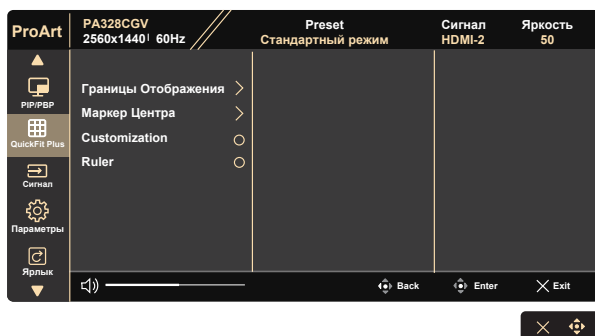 ProArt
PA328CGV
2560x1440 60Hz
Preset
Стандартный режим
Сигнал
HDMI-2
Яркость
50
PIP/PBP
QuickFit Plus
Сигнал
Параметры
Ярлык
Границы Отображения
Маркер Центра
Customization
Ruler
Back
Enter
Exit